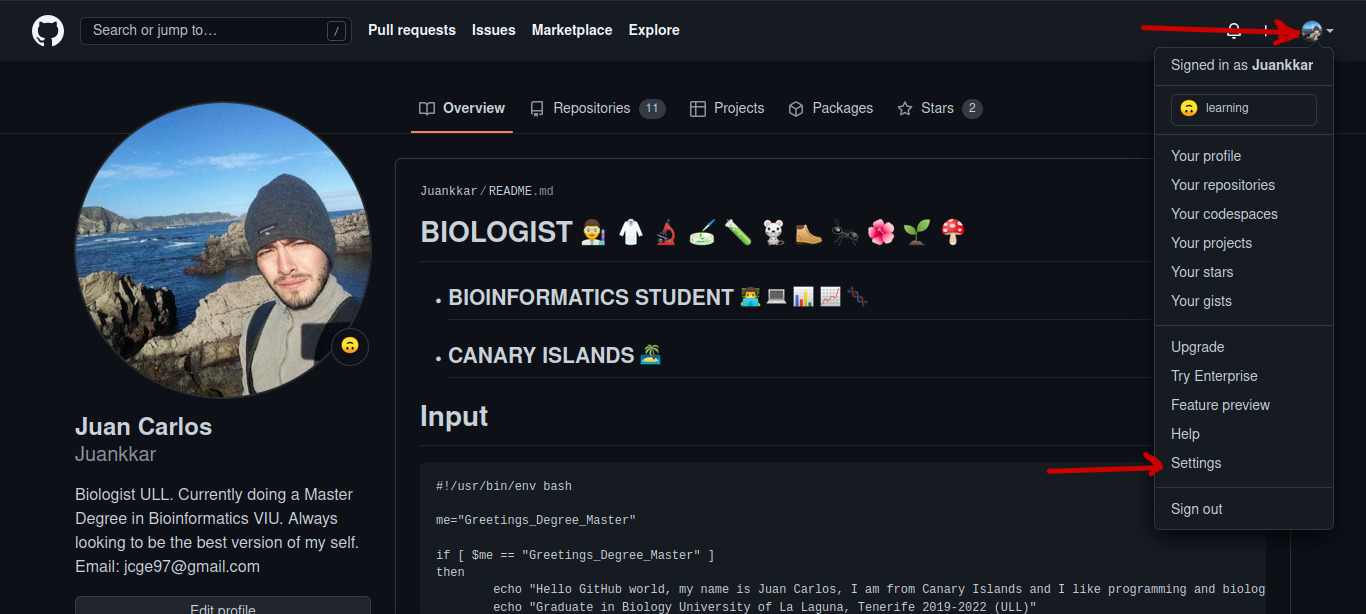 Search or jump to… /
Pull requests
Issues
Marketplace
Explore
Signed in as Juankkar
🙃 learning
Your profile
Your repositories
Your codespaces
Your projects
Your stars
Your gists
Upgrade
Try Enterprise
Feature preview
Help
Settings
Sign out
Overview
Repositories 11
Projects
Packages
Stars 2
Juan Carlos
Juankkar
Biologist ULL. Currently doing a Master
Degree in Bioinformatics VIU. Always
looking to be the best version of my self.
Email: jcge97@gmail.com
Edit profile
Juankkar/README.md
BIOLOGIST 👨‍🔬 🥼 🔬 🧫 🧪 🐭 🥾 🐜 🌺 🌱 🍄
• BIOINFORMATICS STUDENT 👨‍💻 💻 📊 📈 🧬
• CANARY ISLANDS 🏝️
Input
#!/usr/bin/env bash
me="Greetings_Degree_Master"
if [ $me == "Greetings_Degree_Master" ]
then
echo "Hello GitHub world, my name is Juan Carlos, I am from Canary Islands and I like programming and biolog
echo "Graduate in Biology University of La Laguna, Tenerife 2019-2022 (ULL)"